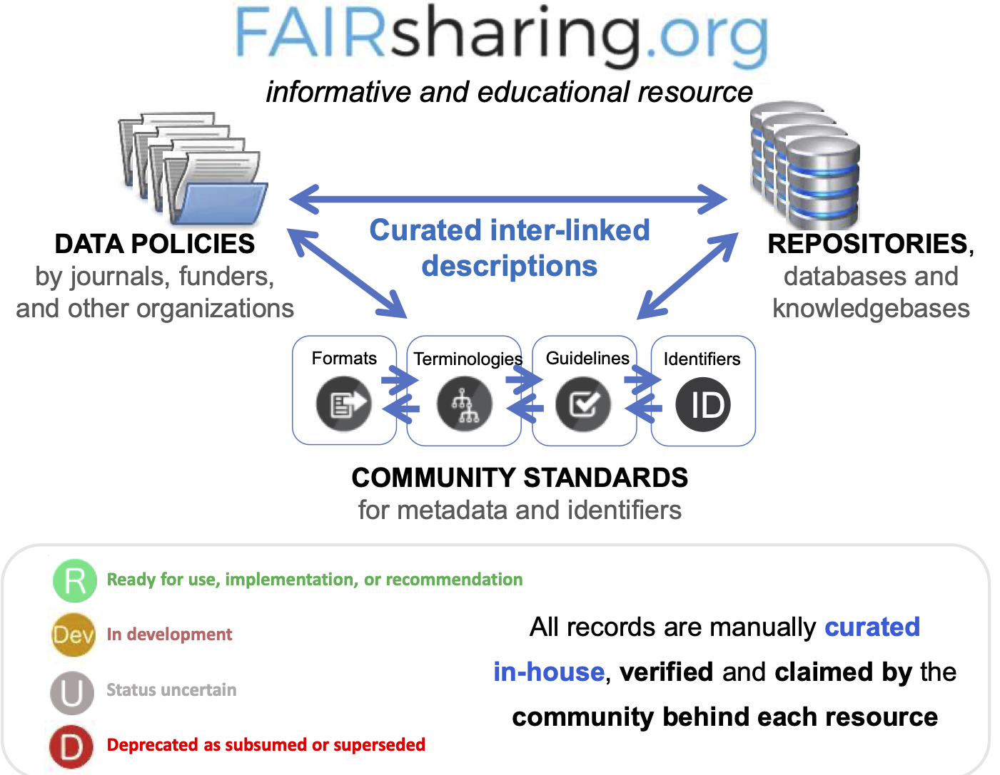 FAIRsharing.org
informative and educational resource
DATA POLICIES
by journals, funders,
and other organizations
Curated inter-linked
descriptions
REPOSITORIES,
databases and
knowledgebases
Formats
Terminologies
Guidelines
Identifiers
ID
COMMUNITY STANDARDS
for metadata and identifiers
R Ready for use, implementation, or recommendation
Dev In development
U Status uncertain
D Deprecated as subsumed or superseded
All records are manually curated
in-house, verified and claimed by the
community behind each resource